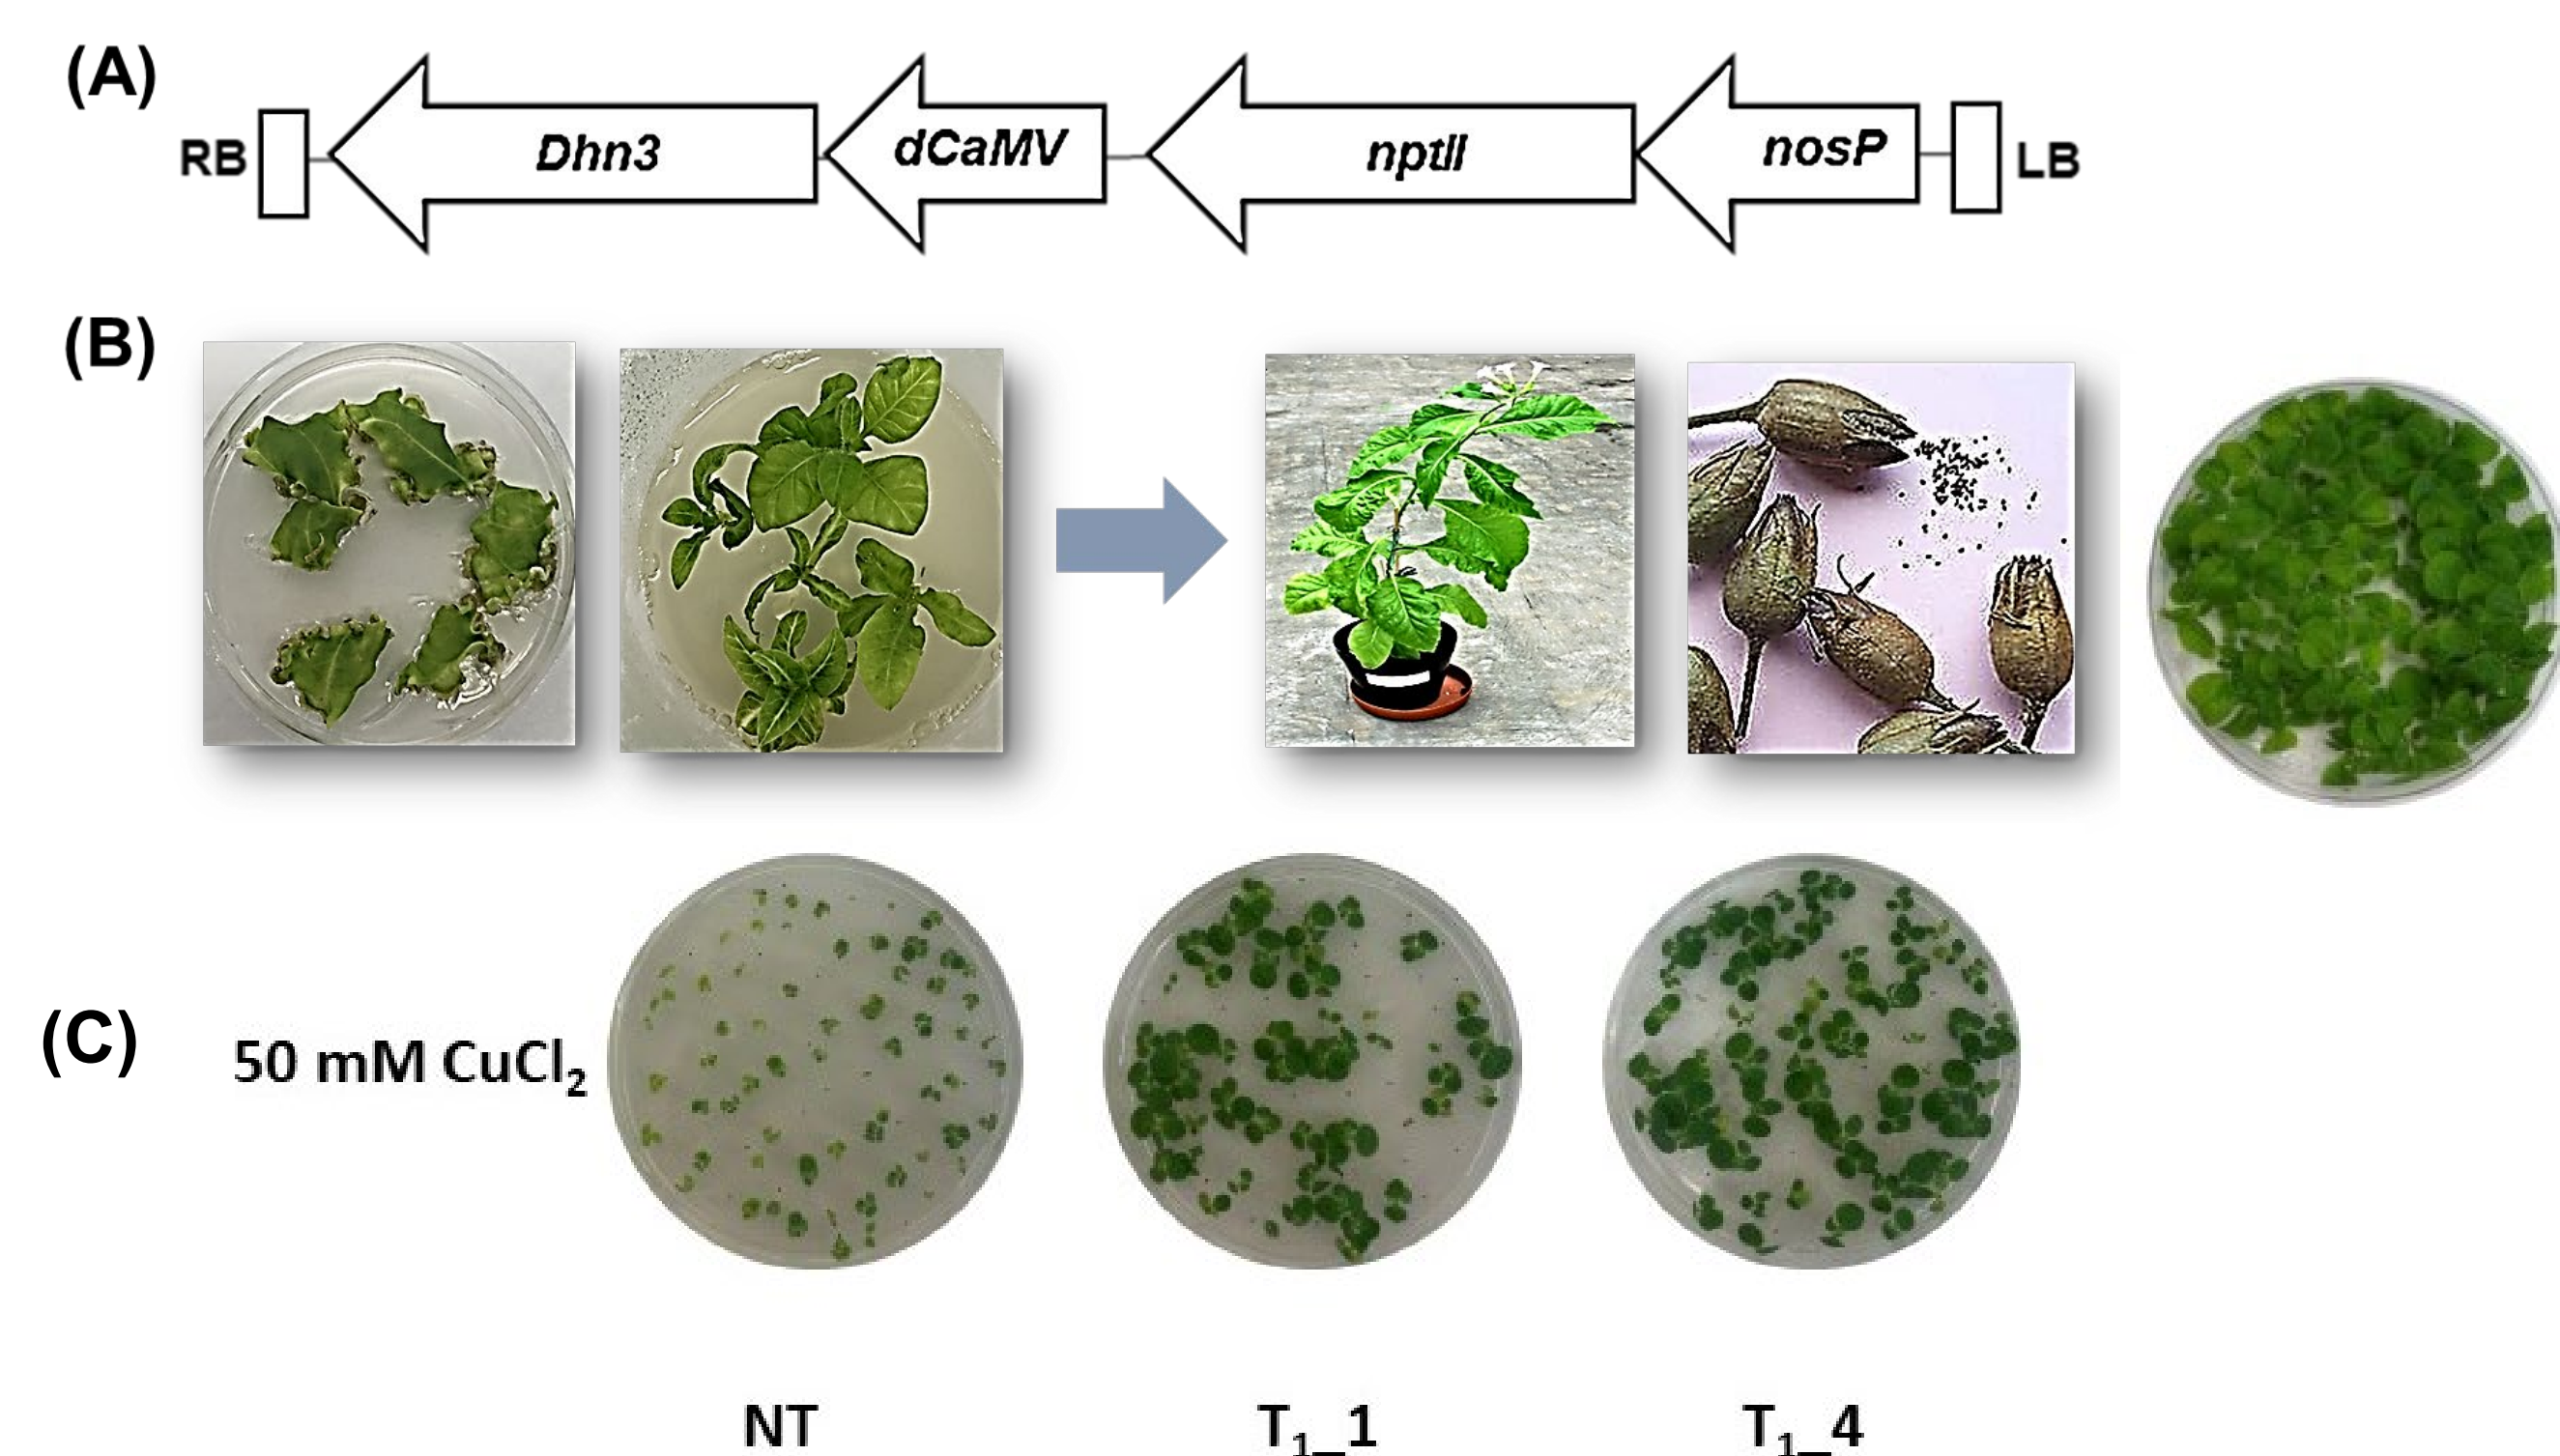 (A)
RB Dhn3 dCaMV nptII nosP LB
(B)
(C)
50 mM CuCl₂
NT T₁_1 T₁_4